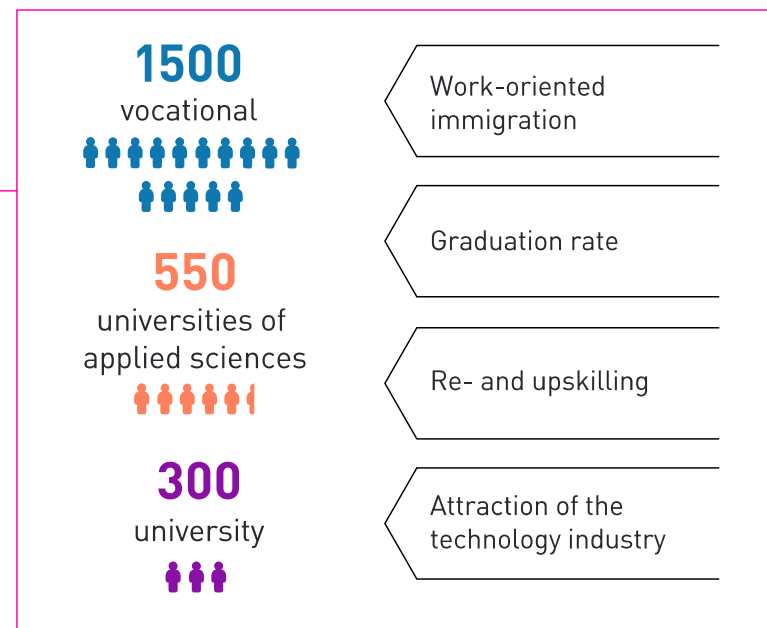 1500
vocational
550
universities of
applied sciences
300
university
Work-oriented
immigration
Graduation rate
Re- and upskilling
Attraction of the
technology industry